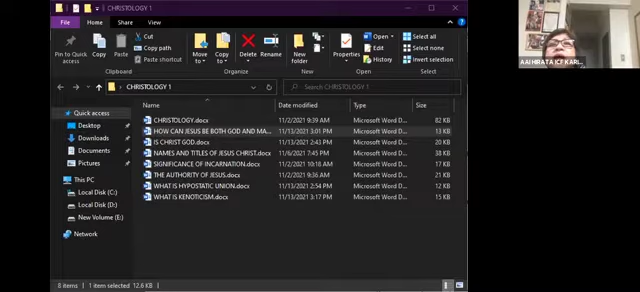 CHRISTOLOGY 1
File Home Share View
Pin to Quick access
Copy
Paste
Cut
Copy path
Paste shortcut
Clipboard
Move to
Copy to
Delete
Rename
Organize
New folder
New
Properties
Open
Edit
History
Open
Select all
Select none
Invert selection
Select
CHRISTOLOGY 1
Search CHRISTOLOGY 1
Name Date modified Type Size
Quick access
Desktop
Downloads
Documents
Pictures
This PC
Local Disk (C:)
Local Disk (D:)
New Volume (E:)
Network
CHRISTOLOGY.docx 11/2/2021 9:39 AM Microsoft Word D... 82 KB
HOW CAN JESUS BE BOTH GOD AND MA... 11/13/2021 3:01 PM Microsoft Word D... 13 KB
IS CHRIST GOD.docx 11/13/2021 2:43 PM Microsoft Word D... 20 KB
NAMES AND TITLES OF JESUS CHRIST.docx 11/6/2021 7:45 PM Microsoft Word D... 38 KB
SIGNIFICANCE OF INCARNATION.docx 11/2/2021 10:18 AM Microsoft Word D... 17 KB
THE AUTHORITY OF JESUS.docx 11/2/2021 9:36 AM Microsoft Word D... 21 KB
WHAT IS HYPOSTATIC UNION.docx 11/13/2021 2:54 PM Microsoft Word D... 12 KB
WHAT IS KENOTICISM.docx 11/13/2021 3:17 PM Microsoft Word D... 15 KB
8 items 1 item selected 12.6 KB